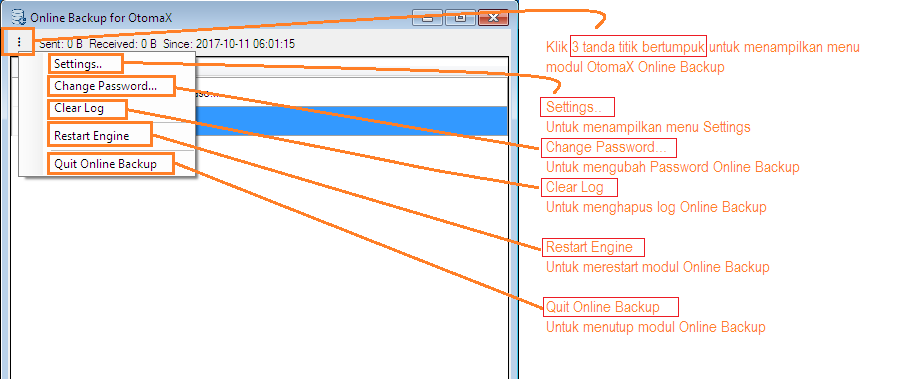 Online Backup for OtomaX
Sent: 0 B Received: 0 B Since: 2017-10-11 06:01:15
Settings..
Change Password...
Clear Log
Restart Engine
Quit Online Backup
Klik 3 tanda titik bertumpuk untuk menampilkan menu
modul OtomaX Online Backup
Settings..
Untuk menampilkan menu Settings
Change Password...
Untuk mengubah Password Online Backup
Clear Log
Untuk menghapus log Online Backup
Restart Engine
Untuk merestart modul Online Backup
Quit Online Backup
Untuk menutup modul Online Backup